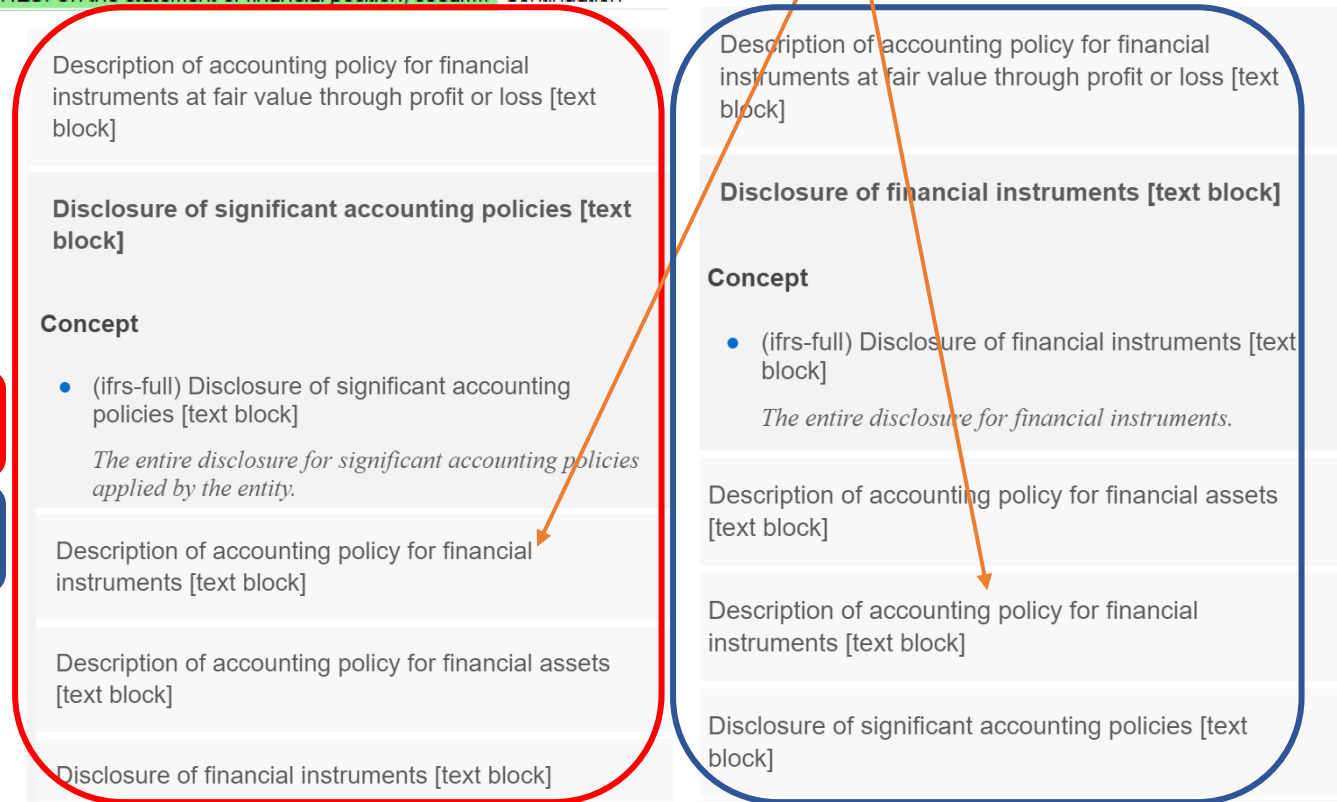 Description of accounting policy for financial
instruments at fair value through profit or loss [text
block]
Disclosure of significant accounting policies [text
block]
Concept
(ifrs-full) Disclosure of significant accounting
policies [text block]
The entire disclosure for significant accounting policies
applied by the entity.
Description of accounting policy for financial
instruments [text block]
Description of accounting policy for financial assets
[text block]
Disclosure of financial instruments [text block]
Description of accounting policy for financial
instruments at fair value through profit or loss [text
block]
Disclosure of financial instruments [text block]
Concept
(ifrs-full) Disclosure of financial instruments [text
block]
The entire disclosure for financial instruments.
Description of accounting policy for financial assets
[text block]
Description of accounting policy for financial
instruments [text block]
Disclosure of significant accounting policies [text
block]